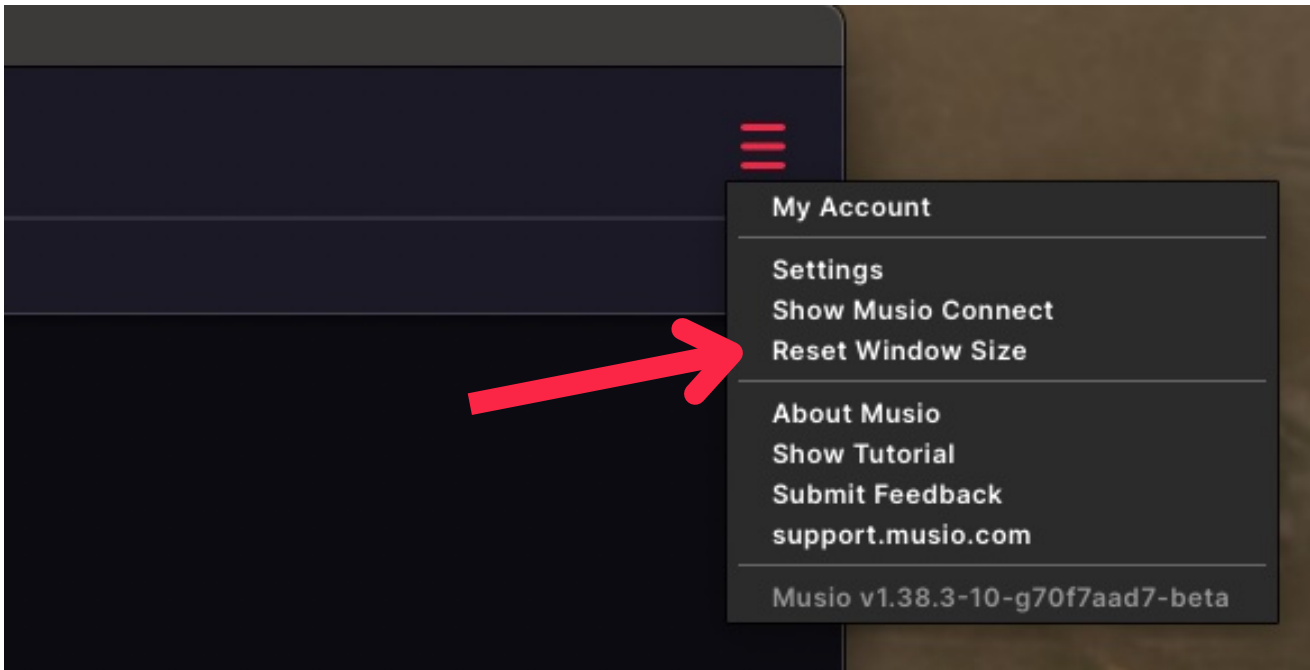 My Account
Settings
Show Musio Connect
Reset Window Size
About Musio
Show Tutorial
Submit Feedback
support.musio.com
Musio v1.38.3-10-g70f7aad7-beta